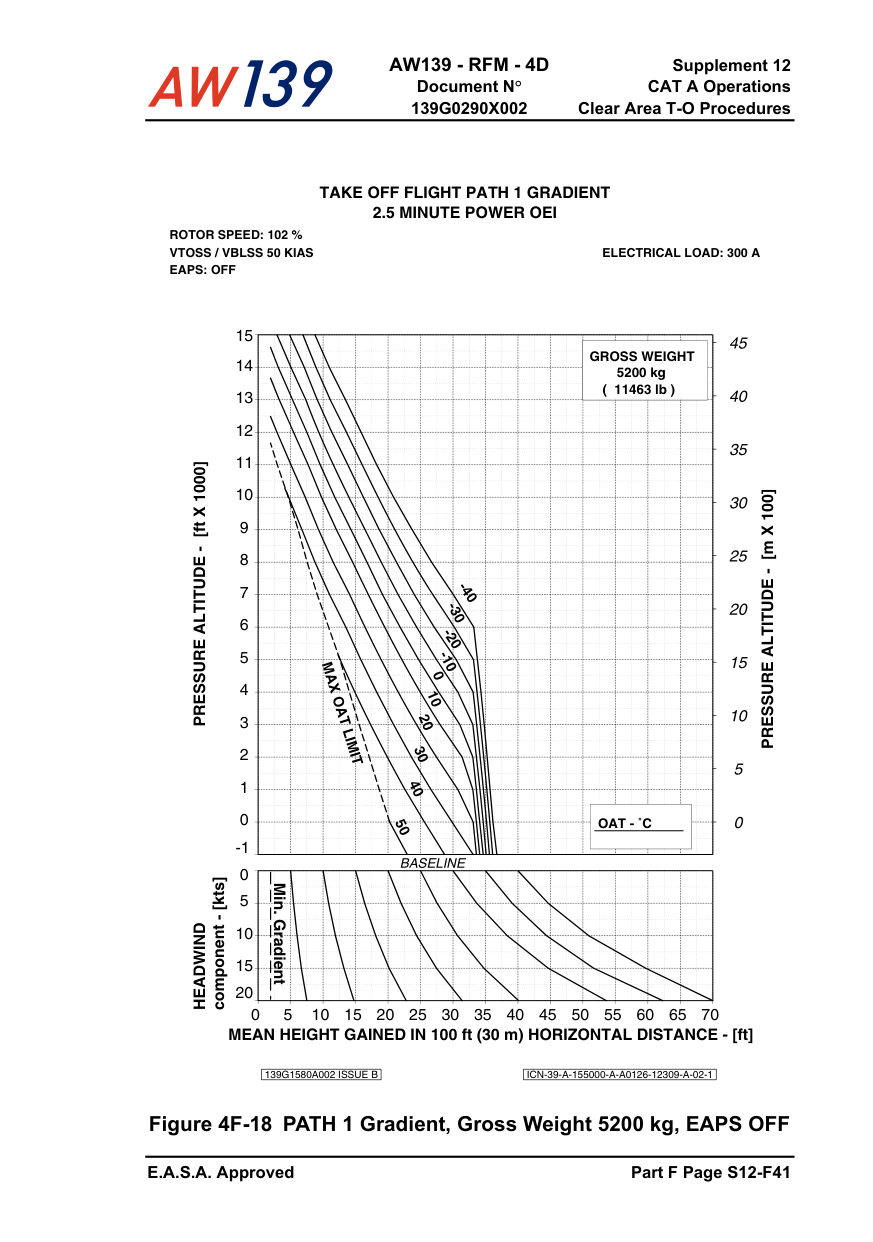 AW139
AW139 - RFM - 4D
Document N°
139G0290X002
Supplement 12
CAT A Operations
Clear Area T-O Procedures
TAKE OFF FLIGHT PATH 1 GRADIENT
2.5 MINUTE POWER OEI
ROTOR SPEED: 102 %
VTOSS / VBLSS 50 KIAS
EAPS: OFF
ELECTRICAL LOAD: 300 A
GROSS WEIGHT
5200 kg
( 11463 lb )
PRESSURE ALTITUDE - [ft X 1000]
15
14
13
12
11
10
9
8
7
6
5
4
3
2
1
0
-1
45
40
35
30
25
20
15
10
5
0
PRESSURE ALTITUDE - [m X 100]
-40
-30
-20
-10
0
10
20
30
40
50
MAX OAT LIMIT
OAT - °C
BASELINE
HEADWIND
component - [kts]
0
5
10
15
20
Min. Gradient
0 5 10 15 20 25 30 35 40 45 50 55 60 65 70
MEAN HEIGHT GAINED IN 100 ft (30 m) HORIZONTAL DISTANCE - [ft]
139G1580A002 ISSUE B
ICN-39-A-155000-A-A0126-12309-A-02-1
Figure 4F-18 PATH 1 Gradient, Gross Weight 5200 kg, EAPS OFF
E.A.S.A. Approved
Part F Page S12-F41